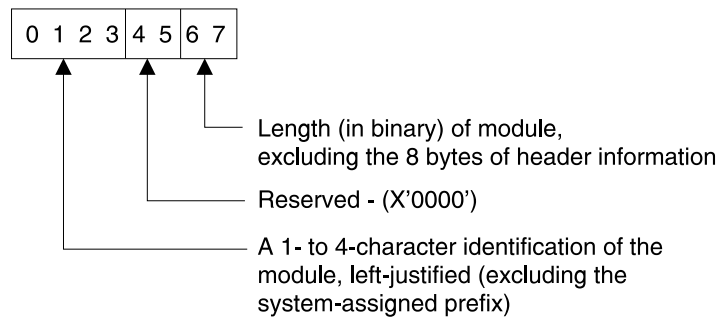 0 1 2 3 4 5 6 7
Length (in binary) of module,
excluding the 8 bytes of header information
Reserved - (X'0000')
A 1- to 4-character identification of the
module, left-justified (excluding the
system-assigned prefix)